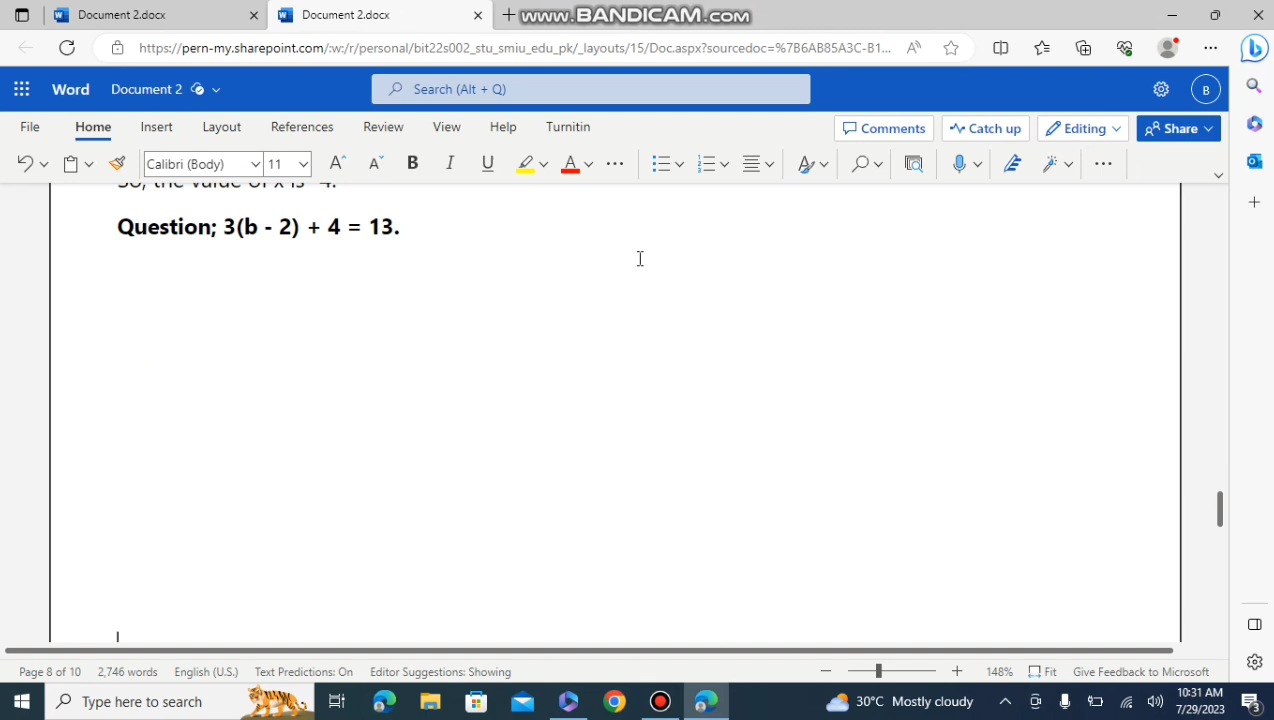 Document 2.docx
Document 2.docx
www.BANDICAM.com
https://pern-my.sharepoint.com/:w:/r/personal/bit22s002_stu_smiu_edu_pk/_layouts/15/Doc.aspx?sourcedoc=%7B6AB85A3C-B1...
Word Document 2 Search (Alt + Q) B
File Home Insert Layout References Review View Help Turnitin Comments Catch up Editing Share
Calibri (Body) 11 B I U A
So, the value of x is -4.
Question; 3(b - 2) + 4 = 13.
Page 8 of 10 2,746 words English (U.S.) Text Predictions: On Editor Suggestions: Showing 148% Fit Give Feedback to Microsoft
Type here to search 30°C Mostly cloudy 10:31 AM
7/29/2023 3